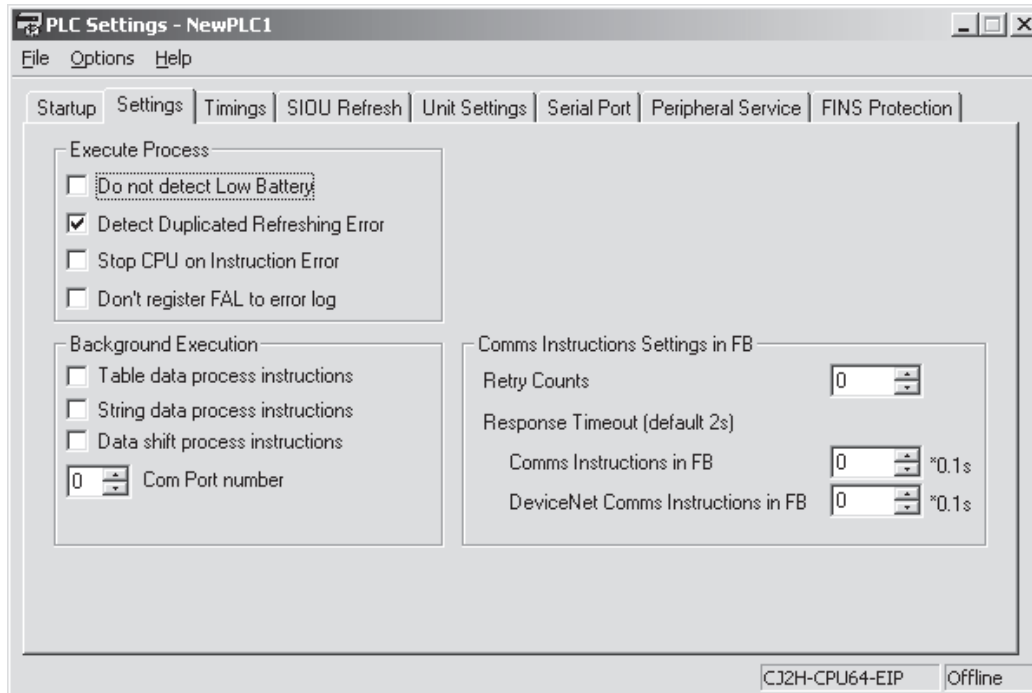 PLC Settings - NewPLC1
File Options Help
Startup Settings Timings SIOU Refresh Unit Settings Serial Port Peripheral Service FINS Protection
Execute Process
Do not detect Low Battery
Detect Duplicated Refreshing Error
Stop CPU on Instruction Error
Don't register FAL to error log
Background Execution
Table data process instructions
String data process instructions
Data shift process instructions
0 Com Port number
Comms Instructions Settings in FB
Retry Counts 0
Response Timeout (default 2s)
Comms Instructions in FB 0 *0.1s
DeviceNet Comms Instructions in FB 0 *0.1s
CJ2H-CPU64-EIP Offline